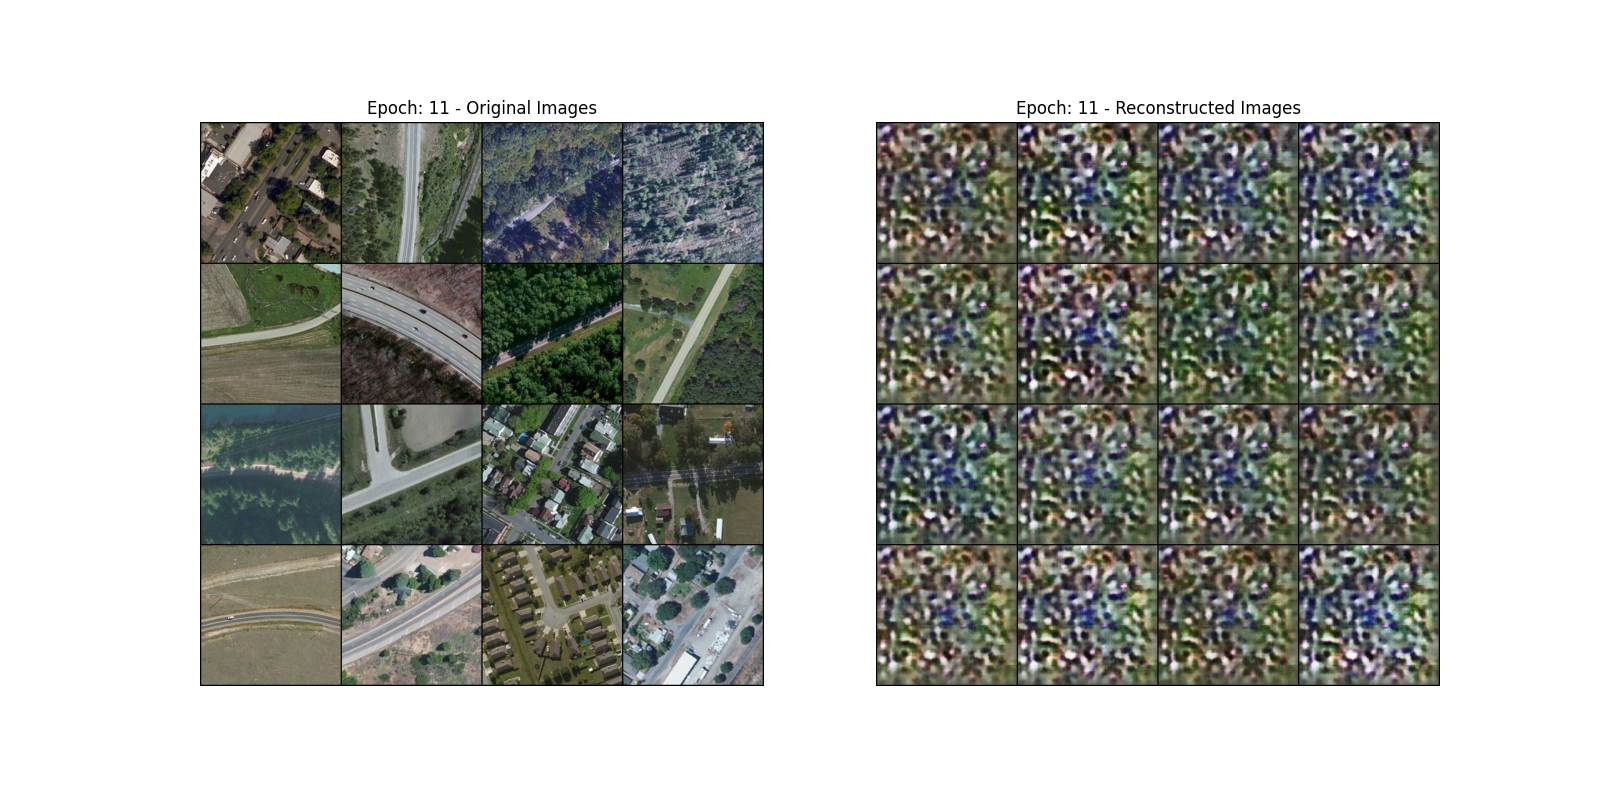 Epoch: 11 - Original Images
Epoch: 11 - Reconstructed Images